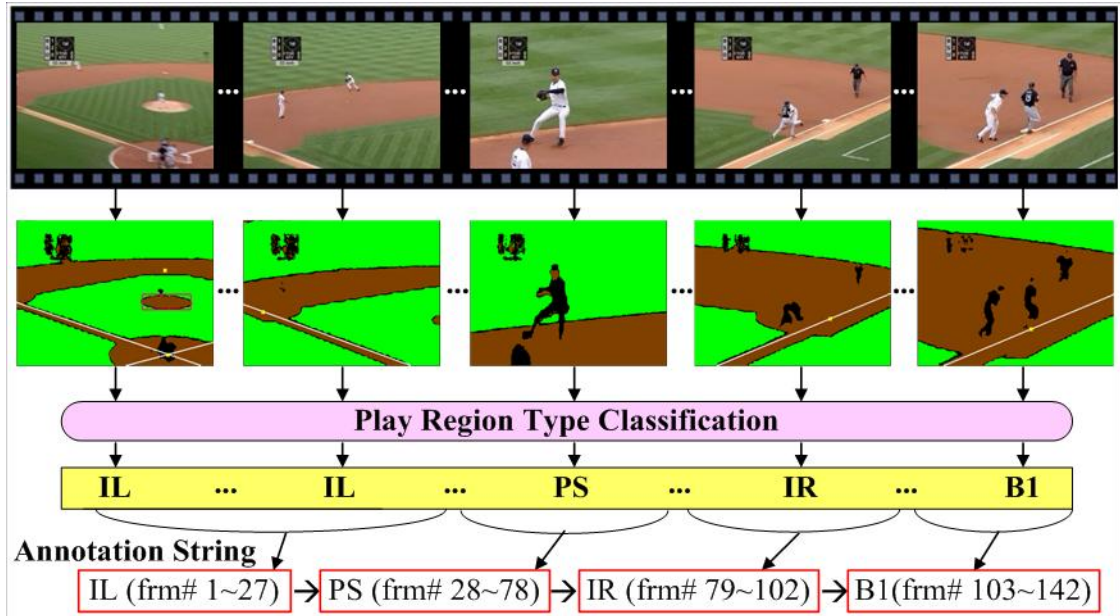 Play Region Type Classification
IL ... IL ... PS ... IR ... B1
Annotation String
IL (frm# 1~27) → PS (frm# 28~78) → IR (frm# 79~102) → B1(frm# 103~142)